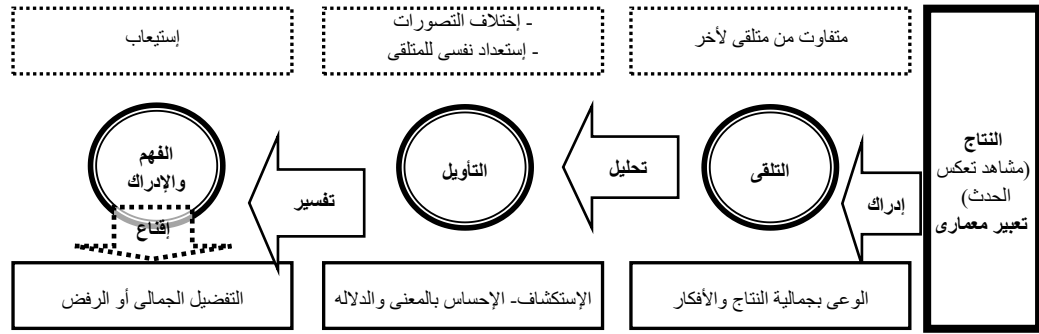 متفاوت من متلقى لأخر
- إختلاف التصورات
- إستعداد نفسى للمتلقى
إستيعاب
النتاج
(مشاهد تعكس
الحدث)
تعبير معمارى
إدراك
التلقى
تحليل
التأويل
تفسير
الفهم
والإدراك
إقناع
الوعى بجمالية النتاج والأفكار
الإستكشاف- الإحساس بالمعنى والدلاله
التفضيل الجمالى أو الرفض